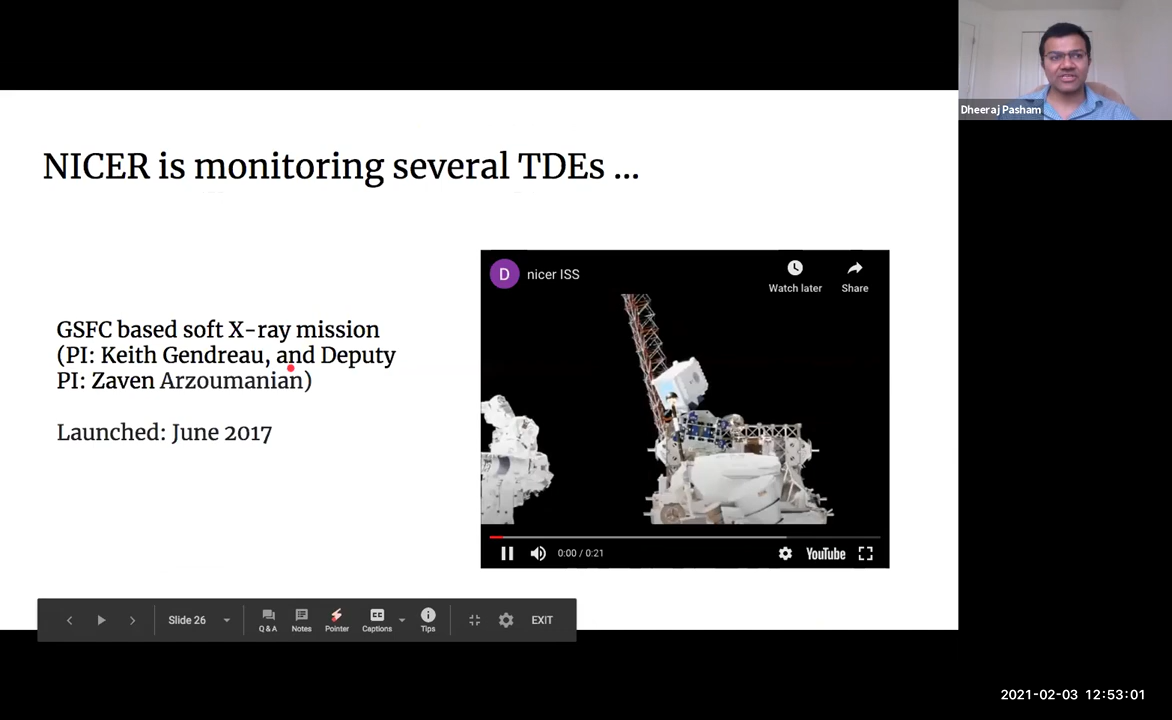 Dheeraj Pasham
NICER is monitoring several TDEs ...
D nicer ISS
Watch later
Share
GSFC based soft X-ray mission
(PI: Keith Gendreau, and Deputy
PI: Zaven Arzoumanian)
Launched: June 2017
0:00 / 0:21
YouTube
Slide 26
Q & A
Notes
Pointer
CC
Captions
Tips
EXIT
2021-02-03 12:53:01